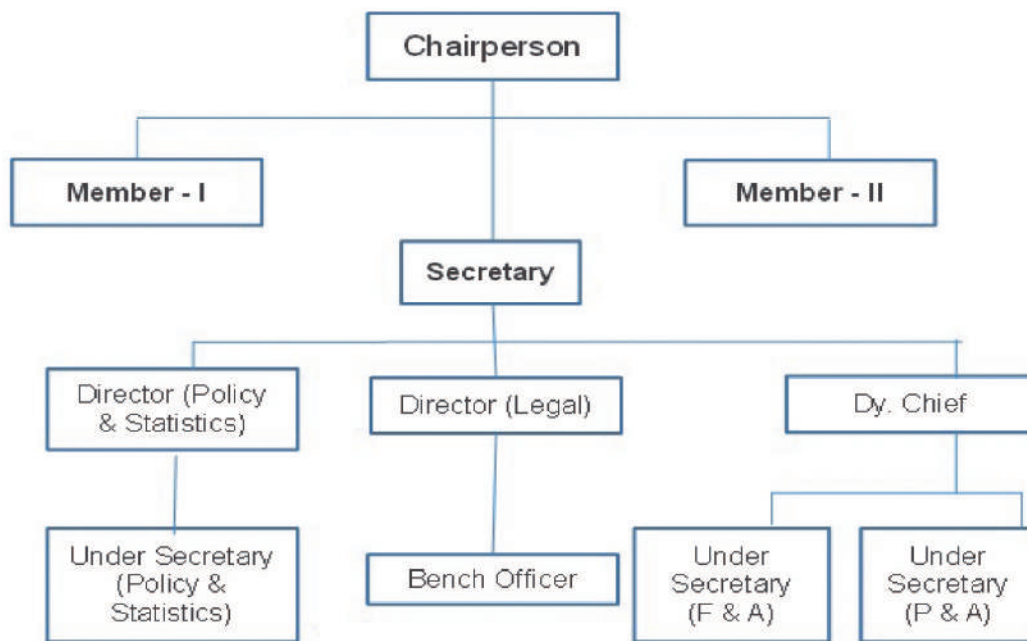 Chairperson
Member - I
Member - II
Secretary
Director (Policy
& Statistics)
Director (Legal)
Dy. Chief
Under Secretary
(Policy &
Statistics)
Bench Officer
Under
Secretary
(F & A)
Under
Secretary
(P & A)